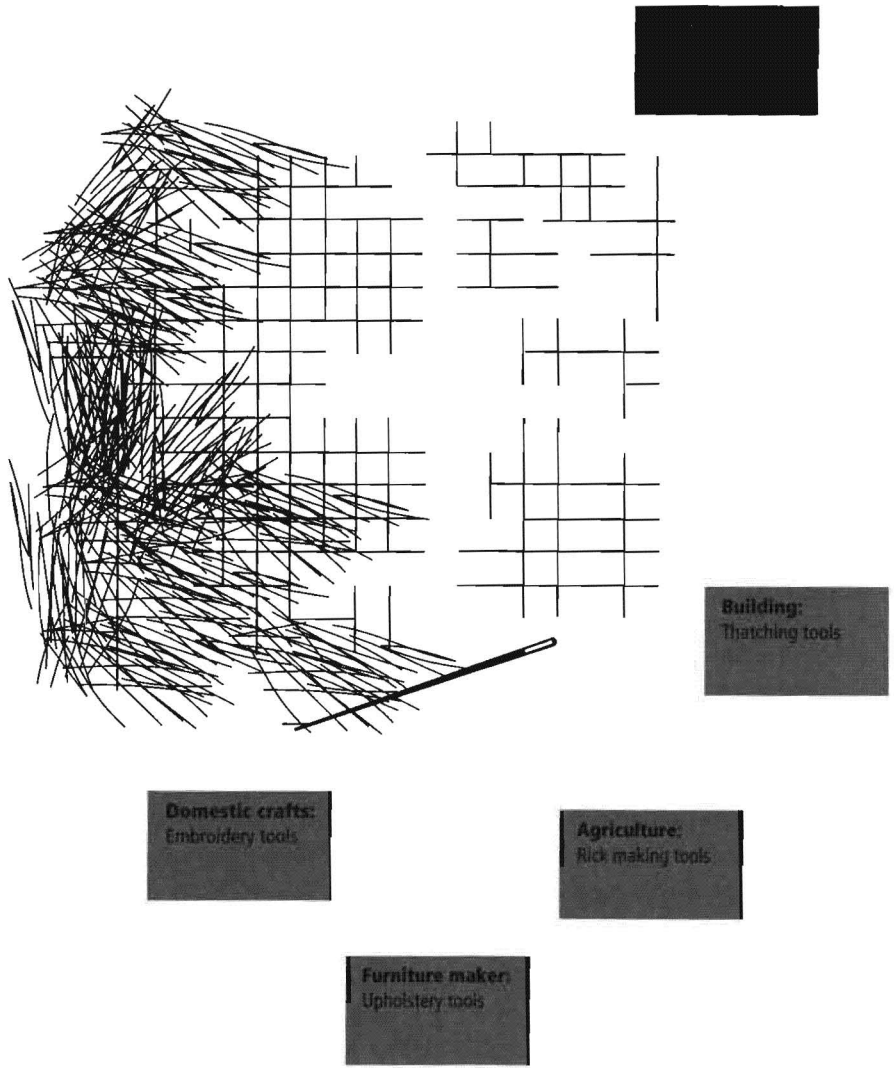 Building:
Thatching tools
Domestic crafts:
Embroidery tools
Agriculture:
Rick making tools
Furniture maker:
Upholstery tools